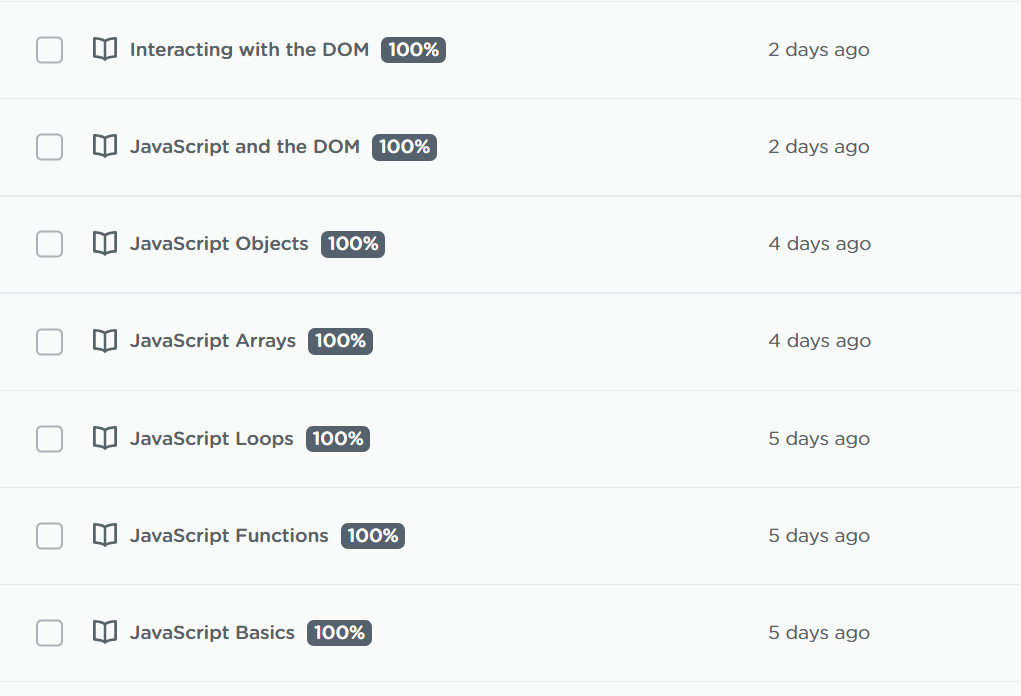 Interacting with the DOM 100% 2 days ago
JavaScript and the DOM 100% 2 days ago
JavaScript Objects 100% 4 days ago
JavaScript Arrays 100% 4 days ago
JavaScript Loops 100% 5 days ago
JavaScript Functions 100% 5 days ago
JavaScript Basics 100% 5 days ago